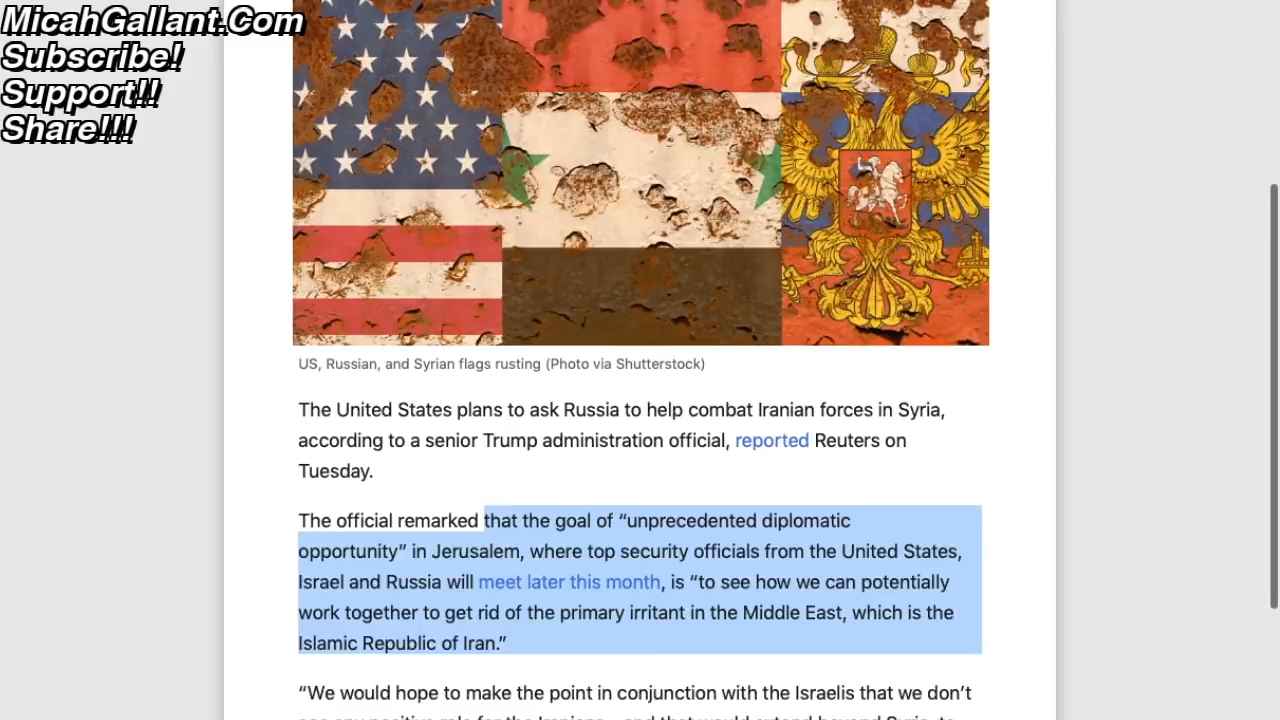 MicahGallant.Com
Subscribe!
Support!!
Share!!!
US, Russian, and Syrian flags rusting (Photo via Shutterstock)
The United States plans to ask Russia to help combat Iranian forces in Syria,
according to a senior Trump administration official, reported Reuters on
Tuesday.
The official remarked that the goal of “unprecedented diplomatic
opportunity” in Jerusalem, where top security officials from the United States,
Israel and Russia will meet later this month, is “to see how we can potentially
work together to get rid of the primary irritant in the Middle East, which is the
Islamic Republic of Iran.”
“We would hope to make the point in conjunction with the Israelis that we don’t